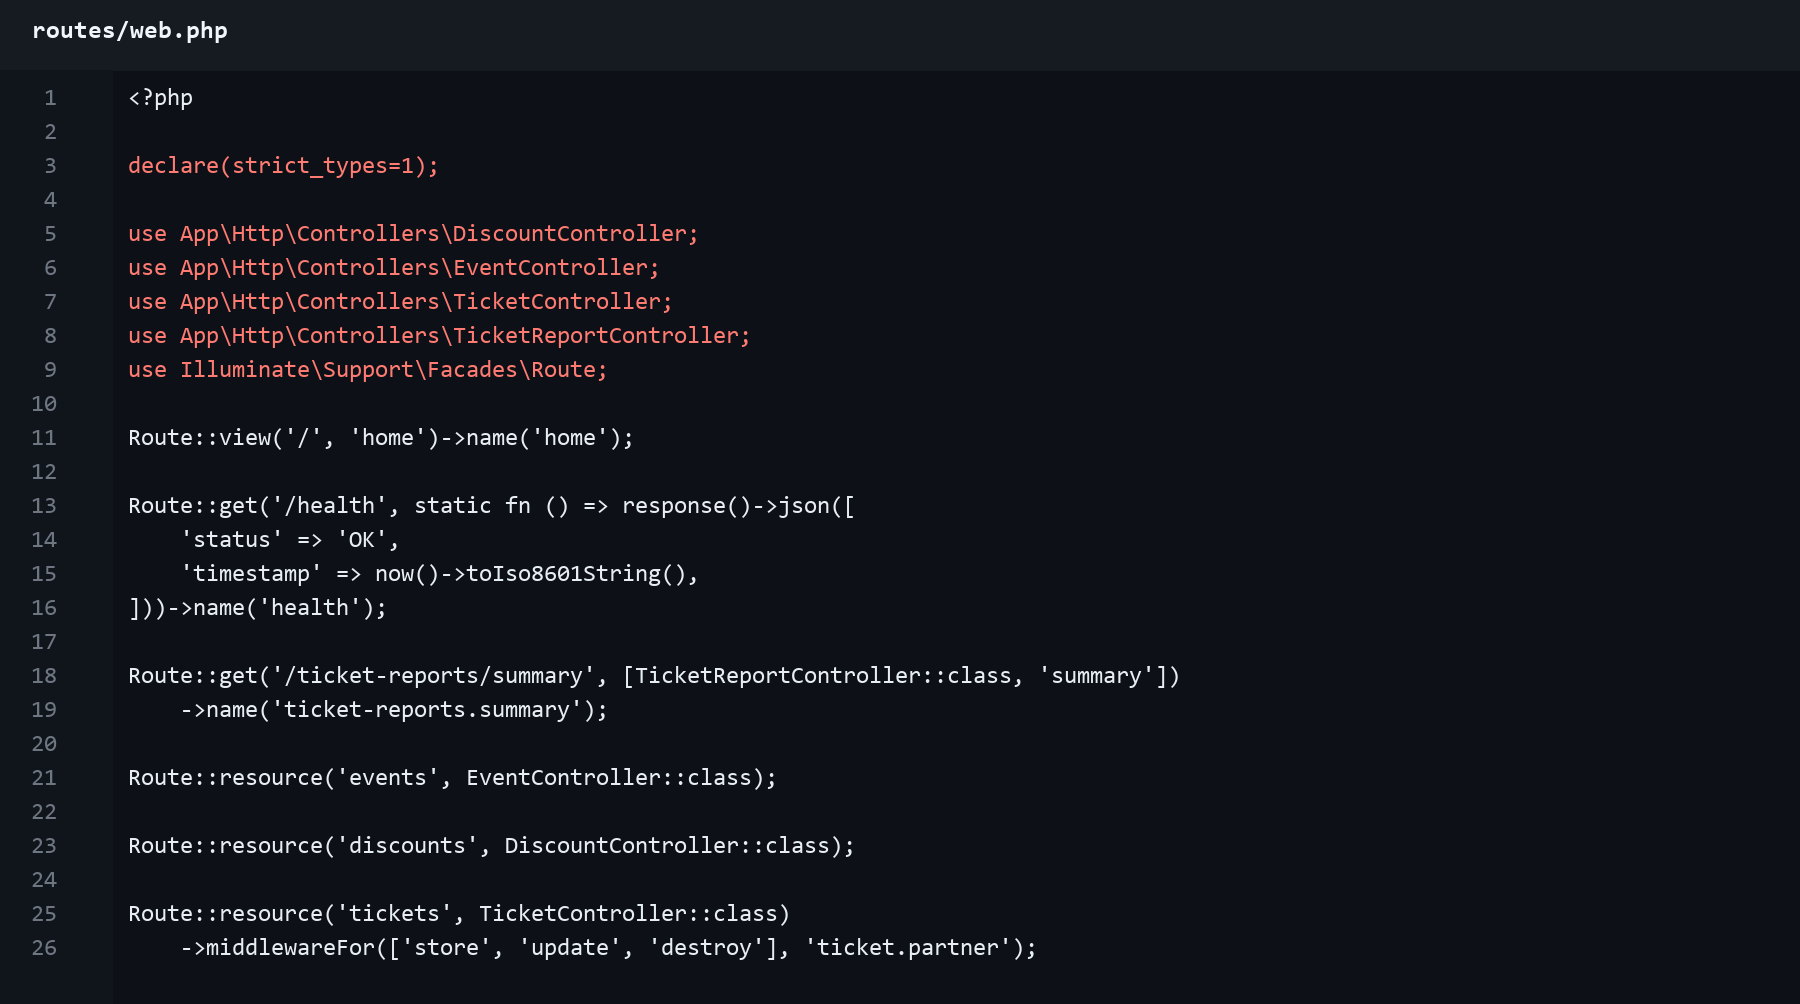 routes/web.php
1 <?php
2
3 declare(strict_types=1);
4
5 use App\Http\Controllers\DiscountController;
6 use App\Http\Controllers\EventController;
7 use App\Http\Controllers\TicketController;
8 use App\Http\Controllers\TicketReportController;
9 use Illuminate\Support\Facades\Route;
10
11 Route::view('/', 'home')->name('home');
12
13 Route::get('/health', static fn () => response()->json([
14     'status' => 'OK',
15     'timestamp' => now()->toIso8601String(),
16 ]))->name('health');
17
18 Route::get('/ticket-reports/summary', [TicketReportController::class, 'summary'])
19     ->name('ticket-reports.summary');
20
21 Route::resource('events', EventController::class);
22
23 Route::resource('discounts', DiscountController::class);
24
25 Route::resource('tickets', TicketController::class)
26     ->middlewareFor(['store', 'update', 'destroy'], 'ticket.partner');